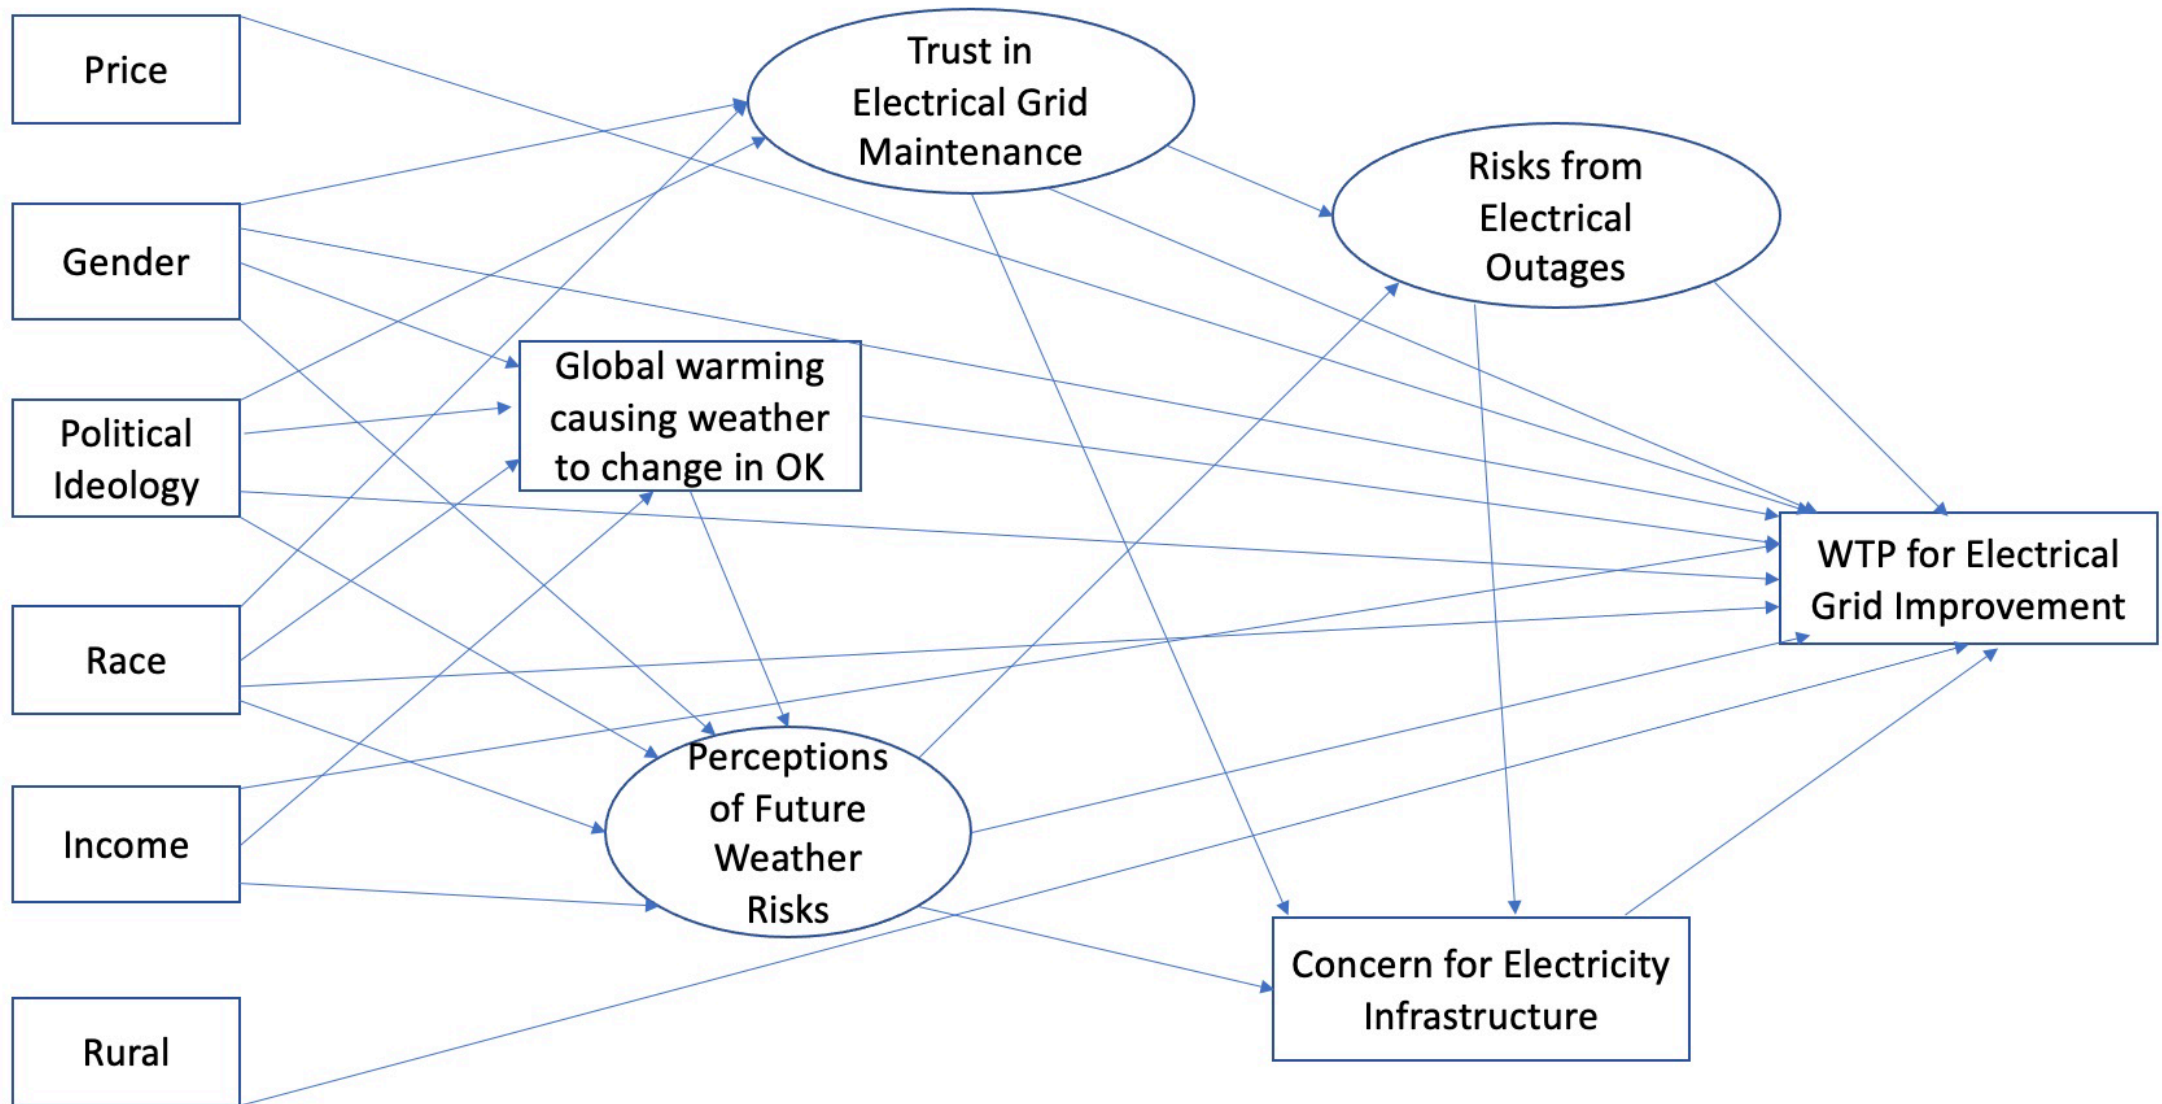 Price
Gender
Political
Ideology
Race
Income
Rural
Trust in
Electrical Grid
Maintenance
Global warming
causing weather
to change in OK
Perceptions
of Future
Weather
Risks
Risks from
Electrical
Outages
Concern for Electricity
Infrastructure
WTP for Electrical
Grid Improvement